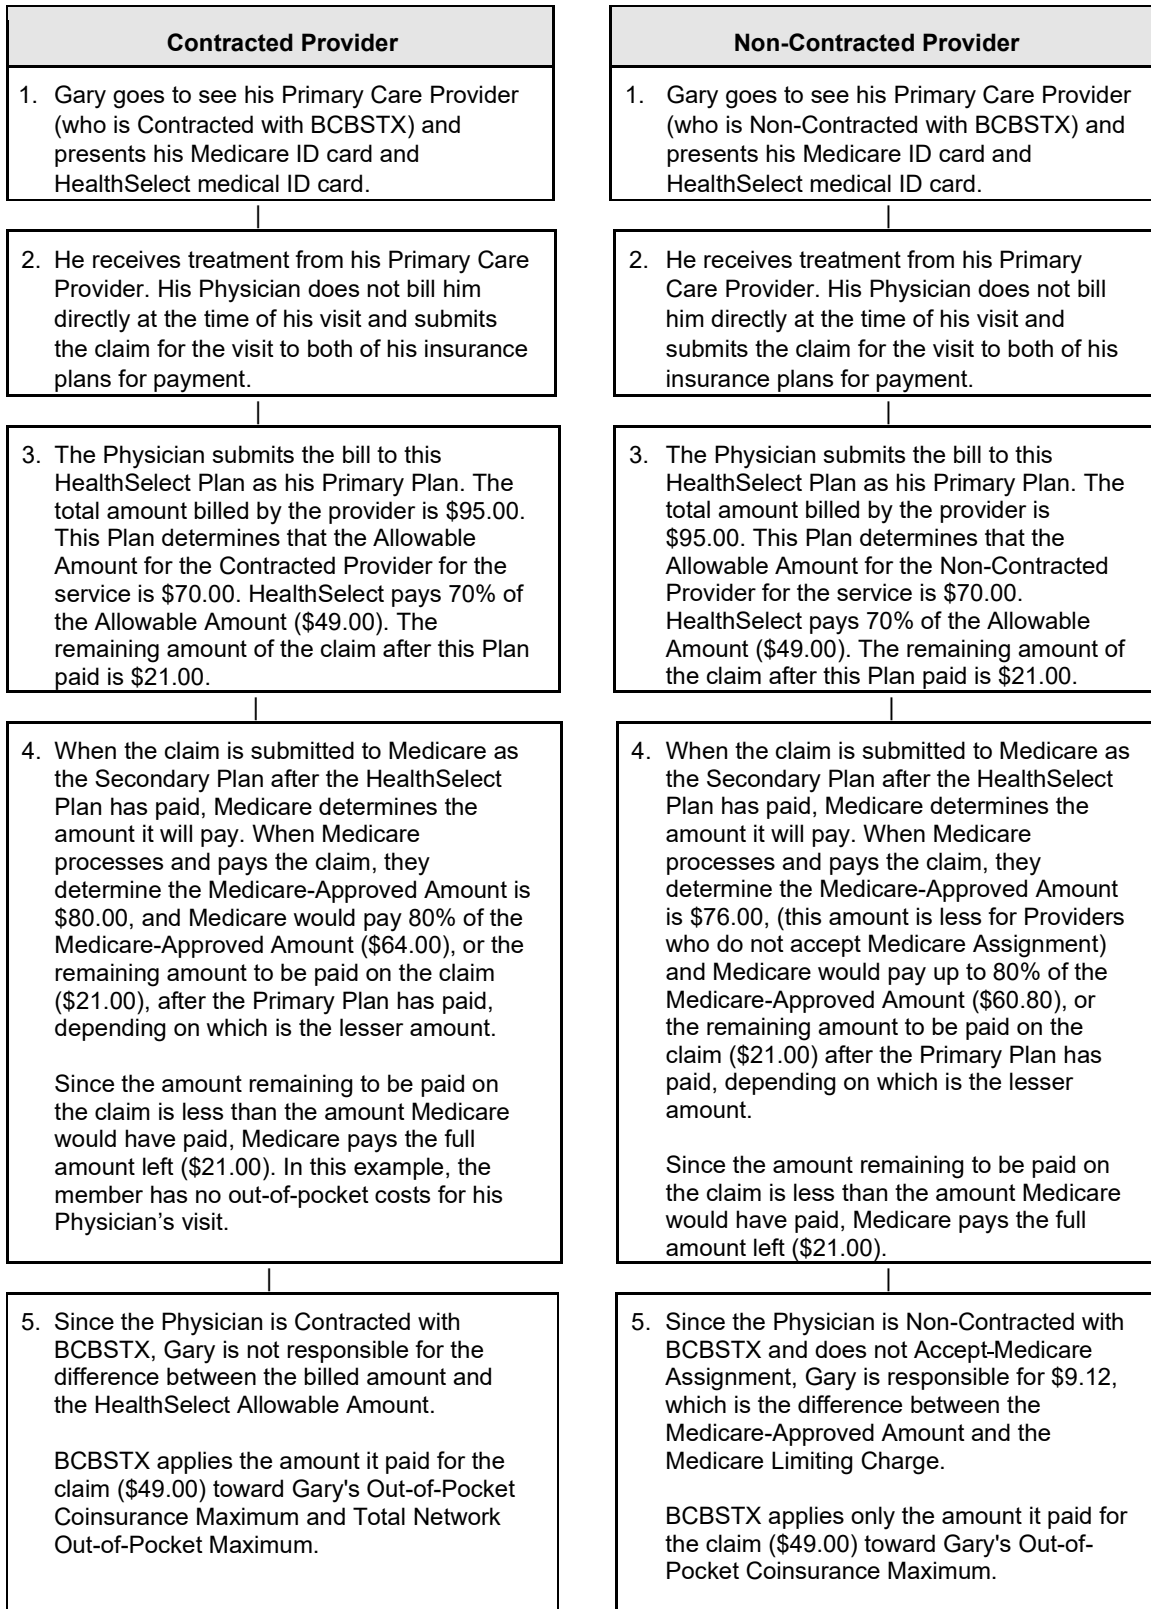 Contracted Provider
1. Gary goes to see his Primary Care Provider
(who is Contracted with BCBSTX) and
presents his Medicare ID card and
HealthSelect medical ID card.
2. He receives treatment from his Primary Care
Provider. His Physician does not bill him
directly at the time of his visit and submits
the claim for the visit to both of his insurance
plans for payment.
3. The Physician submits the bill to this
HealthSelect Plan as his Primary Plan. The
total amount billed by the provider is $95.00.
This Plan determines that the Allowable
Amount for the Contracted Provider for the
service is $70.00. HealthSelect pays 70% of
the Allowable Amount ($49.00). The
remaining amount of the claim after this Plan
paid is $21.00.
4. When the claim is submitted to Medicare as
the Secondary Plan after the HealthSelect
Plan has paid, Medicare determines the
amount it will pay. When Medicare
processes and pays the claim, they
determine the Medicare-Approved Amount is
$80.00, and Medicare would pay 80% of the
Medicare-Approved Amount ($64.00), or the
remaining amount to be paid on the claim
($21.00), after the Primary Plan has paid,
depending on which is the lesser amount.
Since the amount remaining to be paid on
the claim is less than the amount Medicare
would have paid, Medicare pays the full
amount left ($21.00). In this example, the
member has no out-of-pocket costs for his
Physician's visit.
5. Since the Physician is Contracted with
BCBSTX, Gary is not responsible for the
difference between the billed amount and
the HealthSelect Allowable Amount.
BCBSTX applies the amount it paid for the
claim ($49.00) toward Gary's Out-of-Pocket
Coinsurance Maximum and Total Network
Out-of-Pocket Maximum.
Non-Contracted Provider
1. Gary goes to see his Primary Care Provider
(who is Non-Contracted with BCBSTX) and
presents his Medicare ID card and
HealthSelect medical ID card.
2. He receives treatment from his Primary
Care Provider. His Physician does not bill
him directly at the time of his visit and
submits the claim for the visit to both of his
insurance plans for payment.
3. The Physician submits the bill to this
HealthSelect Plan as his Primary Plan. The
total amount billed by the provider is
$95.00. This Plan determines that the
Allowable Amount for the Non-Contracted
Provider for the service is $70.00.
HealthSelect pays 70% of the Allowable
Amount ($49.00). The remaining amount of
the claim after this Plan paid is $21.00.
4. When the claim is submitted to Medicare as
the Secondary Plan after the HealthSelect
Plan has paid, Medicare determines the
amount it will pay. When Medicare
processes and pays the claim, they
determine the Medicare-Approved Amount
is $76.00, (this amount is less for Providers
who do not accept Medicare Assignment)
and Medicare would pay up to 80% of the
Medicare-Approved Amount ($60.80), or
the remaining amount to be paid on the
claim ($21.00) after the Primary Plan has
paid, depending on which is the lesser
amount.
Since the amount remaining to be paid on
the claim is less than the amount Medicare
would have paid, Medicare pays the full
amount left ($21.00).
5. Since the Physician is Non-Contracted with
BCBSTX and does not Accept-Medicare
Assignment, Gary is responsible for $9.12,
which is the difference between the
Medicare-Approved Amount and the
Medicare Limiting Charge.
BCBSTX applies only the amount it paid for
the claim ($49.00) toward Gary's Out-of-
Pocket Coinsurance Maximum.